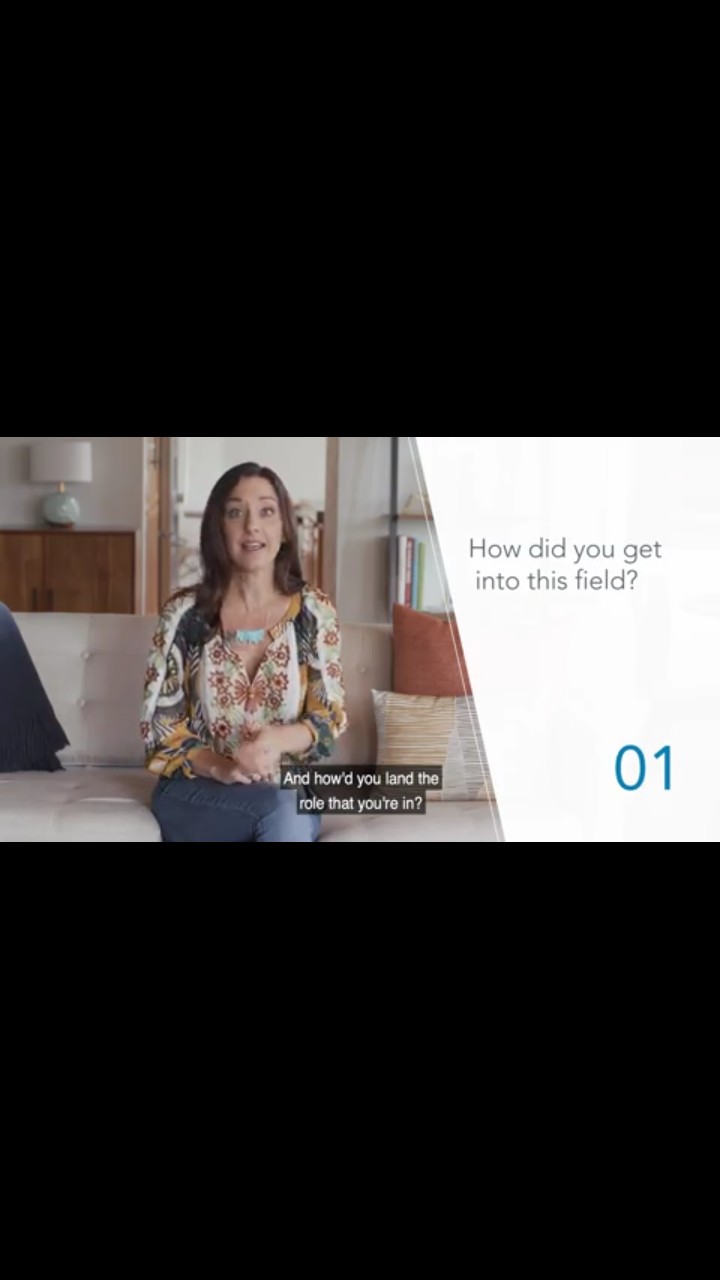 How did you get
into this field?
01
And how'd you land the
role that you're in?